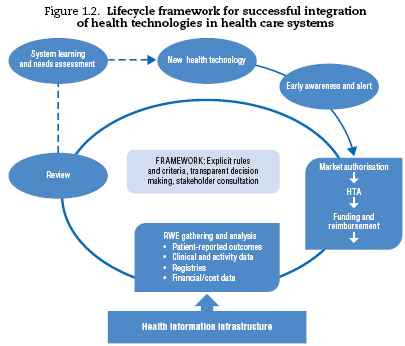 Figure 1.2. Lifecycle framework for successful integration
of health technologies in health care systems
System learning
and needs assessment
New health technology
Early awareness and alert
Market authorisation
HTA
Funding and
reimbursement
FRAMEWORK: Explicit rules
and criteria, transparent decision
making, stakeholder consultation
Review
RWE gathering and analysis
• Patient-reported outcomes
• Clinical and activity data
• Registries
• Financial/cost data
Health information infrastructure